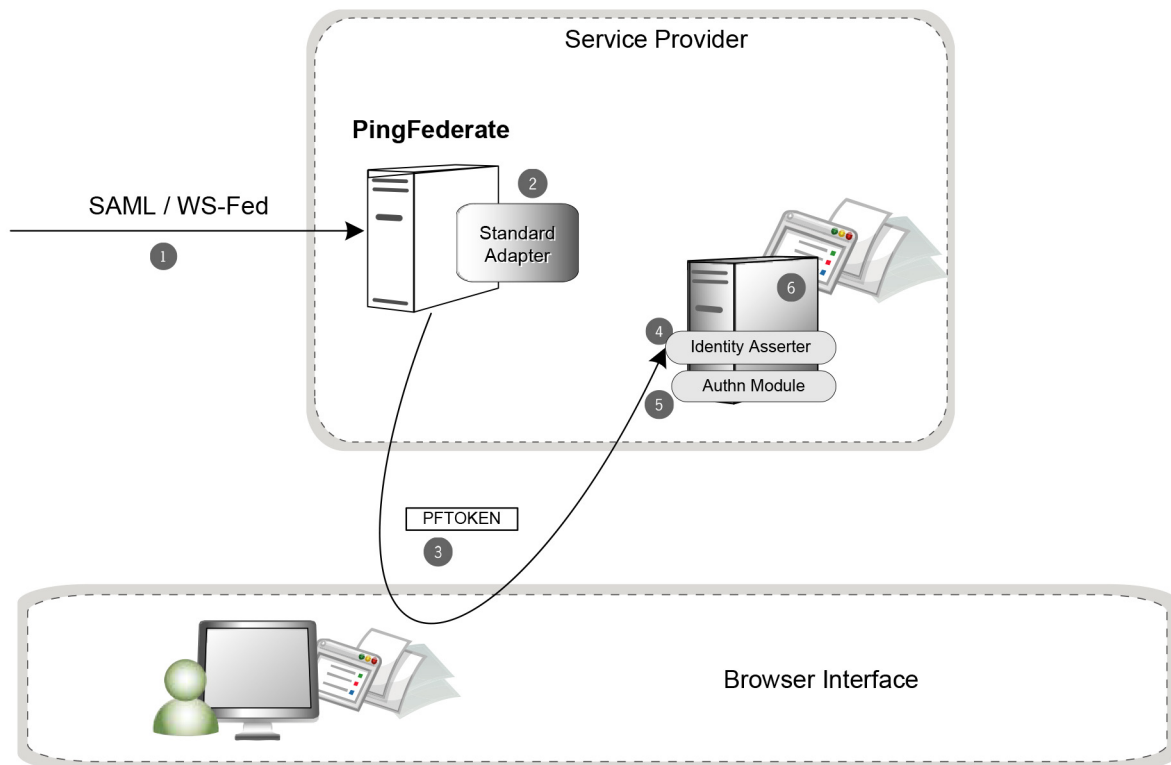 Service Provider
PingFederate
2
SAML / WS-Fed
Standard
Adapter
1
6
4
Identity Asserter
Authn Module
5
PFTOKEN
3
Browser Interface